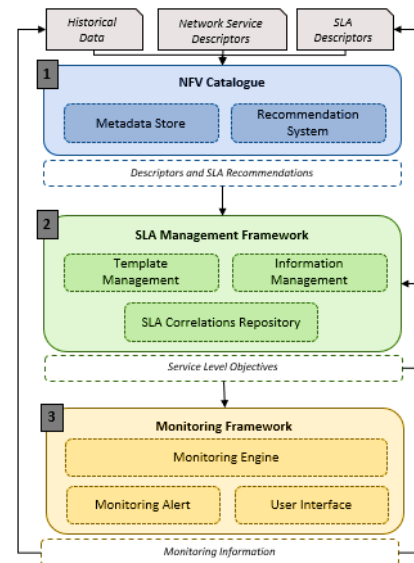 Historical
Data
Network Service
Descriptors
SLA
Descriptors
1
NFV Catalogue
Metadata Store
Recommendation
System
Descriptors and SLA Recommendations
2
SLA Management Framework
Template
Management
Information
Management
SLA Correlations Repository
Service Level Objectives
3
Monitoring Framework
Monitoring Engine
Monitoring Alert
User Interface
Monitoring Information